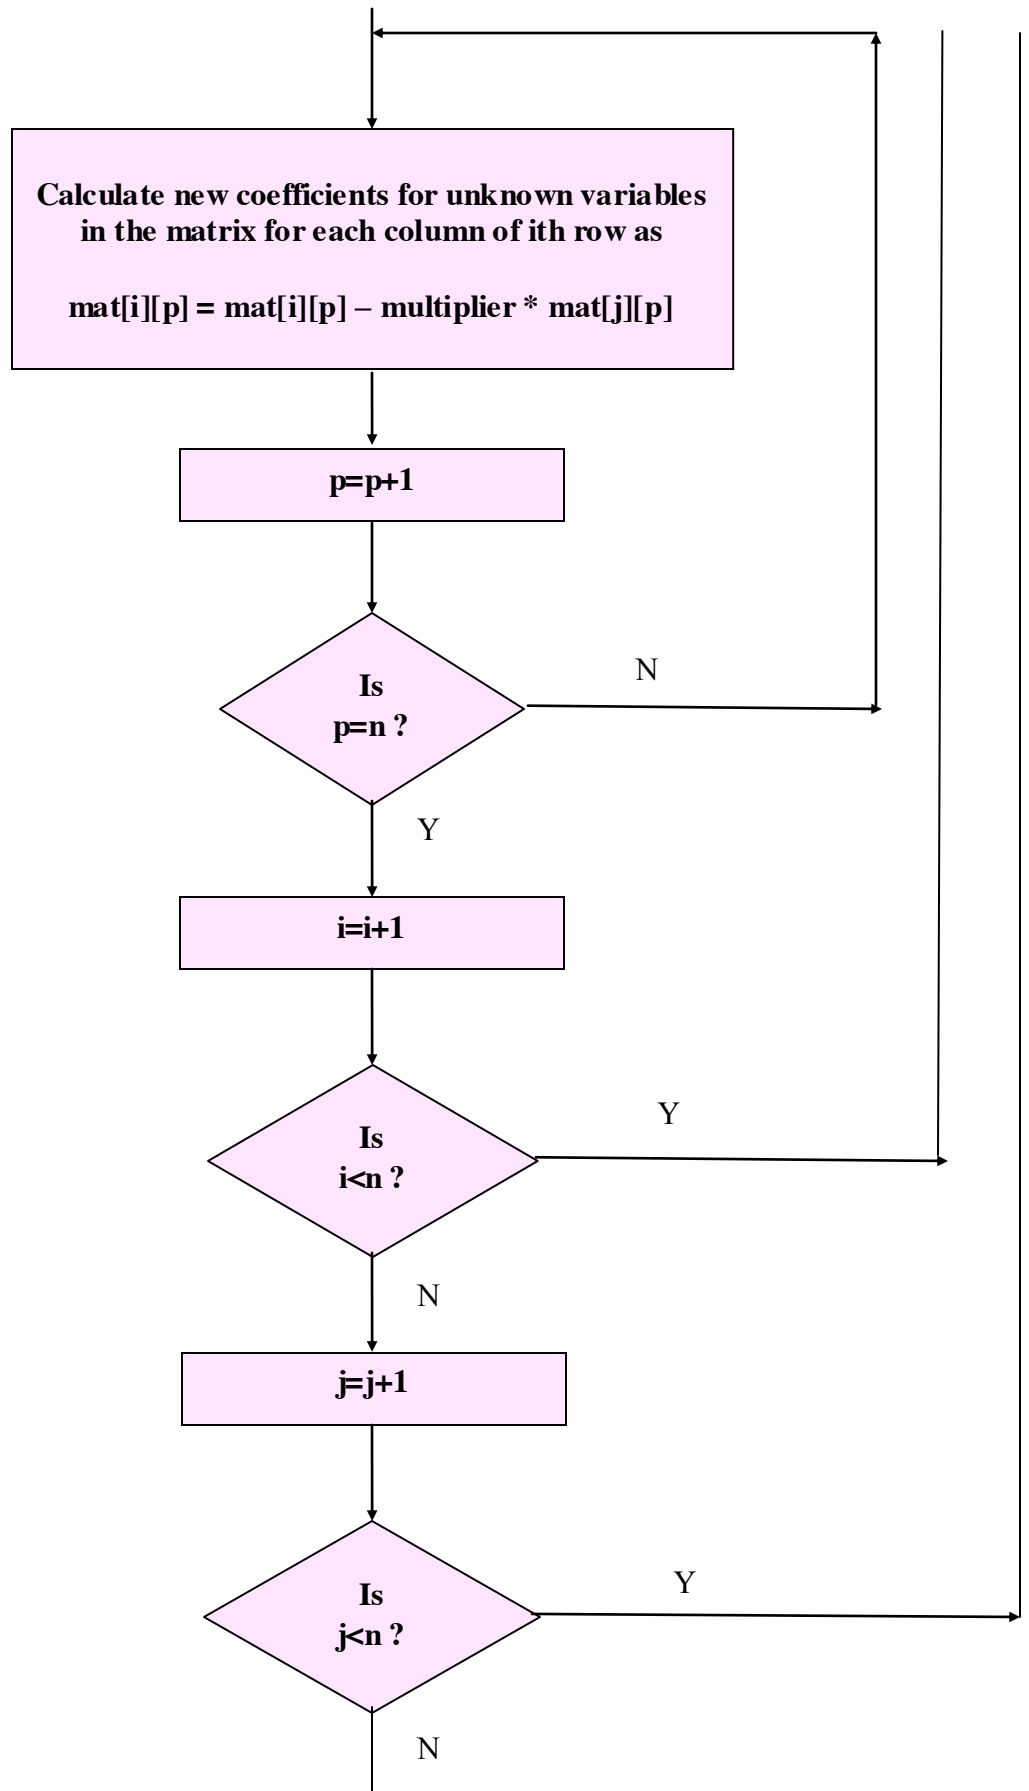 Calculate new coefficients for unknown variables
in the matrix for each column of ith row as
mat[i][p] = mat[i][p] – multiplier * mat[j][p]
p=p+1
Is
p=n ?
N
Y
i=i+1
Is
i<n ?
Y
N
j=j+1
Is
j<n ?
Y
N